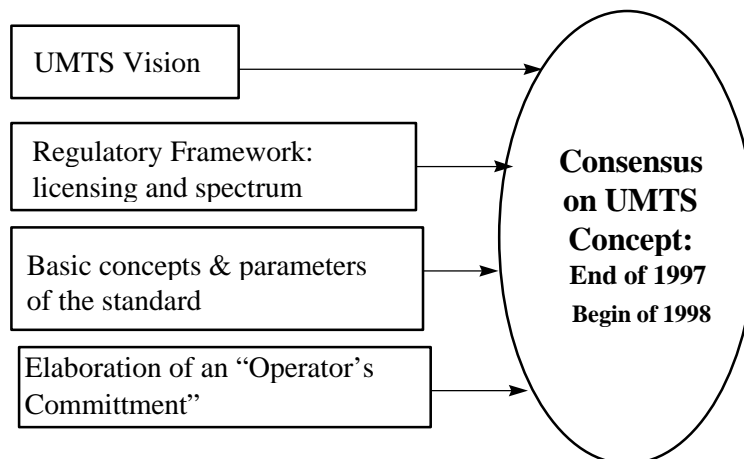 UMTS Vision
Regulatory Framework:
licensing and spectrum
Basic concepts & parameters
of the standard
Elaboration of an “Operator’s
Committment”
Consensus
on UMTS
Concept:
End of 1997
Begin of 1998